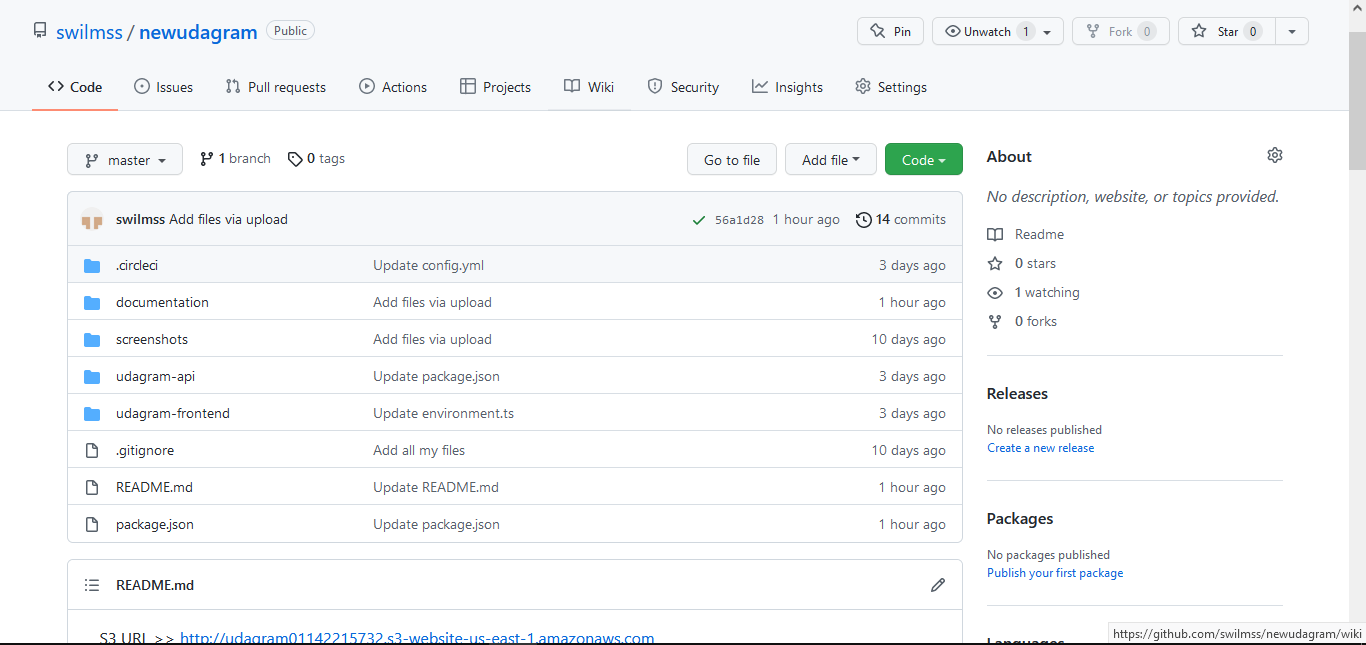 swilmss / newudagram Public
Pin
Unwatch 1
Fork 0
Star 0
Code
Issues
Pull requests
Actions
Projects
Wiki
Security
Insights
Settings
master
1 branch
0 tags
Go to file
Add file
Code
swilmss Add files via upload
56a1d28 1 hour ago
14 commits
.circleci Update config.yml 3 days ago
documentation Add files via upload 1 hour ago
screenshots Add files via upload 10 days ago
udagram-api Update package.json 3 days ago
udagram-frontend Update environment.ts 3 days ago
.gitignore Add all my files 10 days ago
README.md Update README.md 1 hour ago
package.json Update package.json 1 hour ago
README.md
S3 URL >> http://udagram01142215732.s3-website-us-east-1.amazonaws.com
About
No description, website, or topics provided.
Readme
0 stars
1 watching
0 forks
Releases
No releases published
Create a new release
Packages
No packages published
Publish your first package
Languages
https://github.com/swilmss/newudagram/wiki